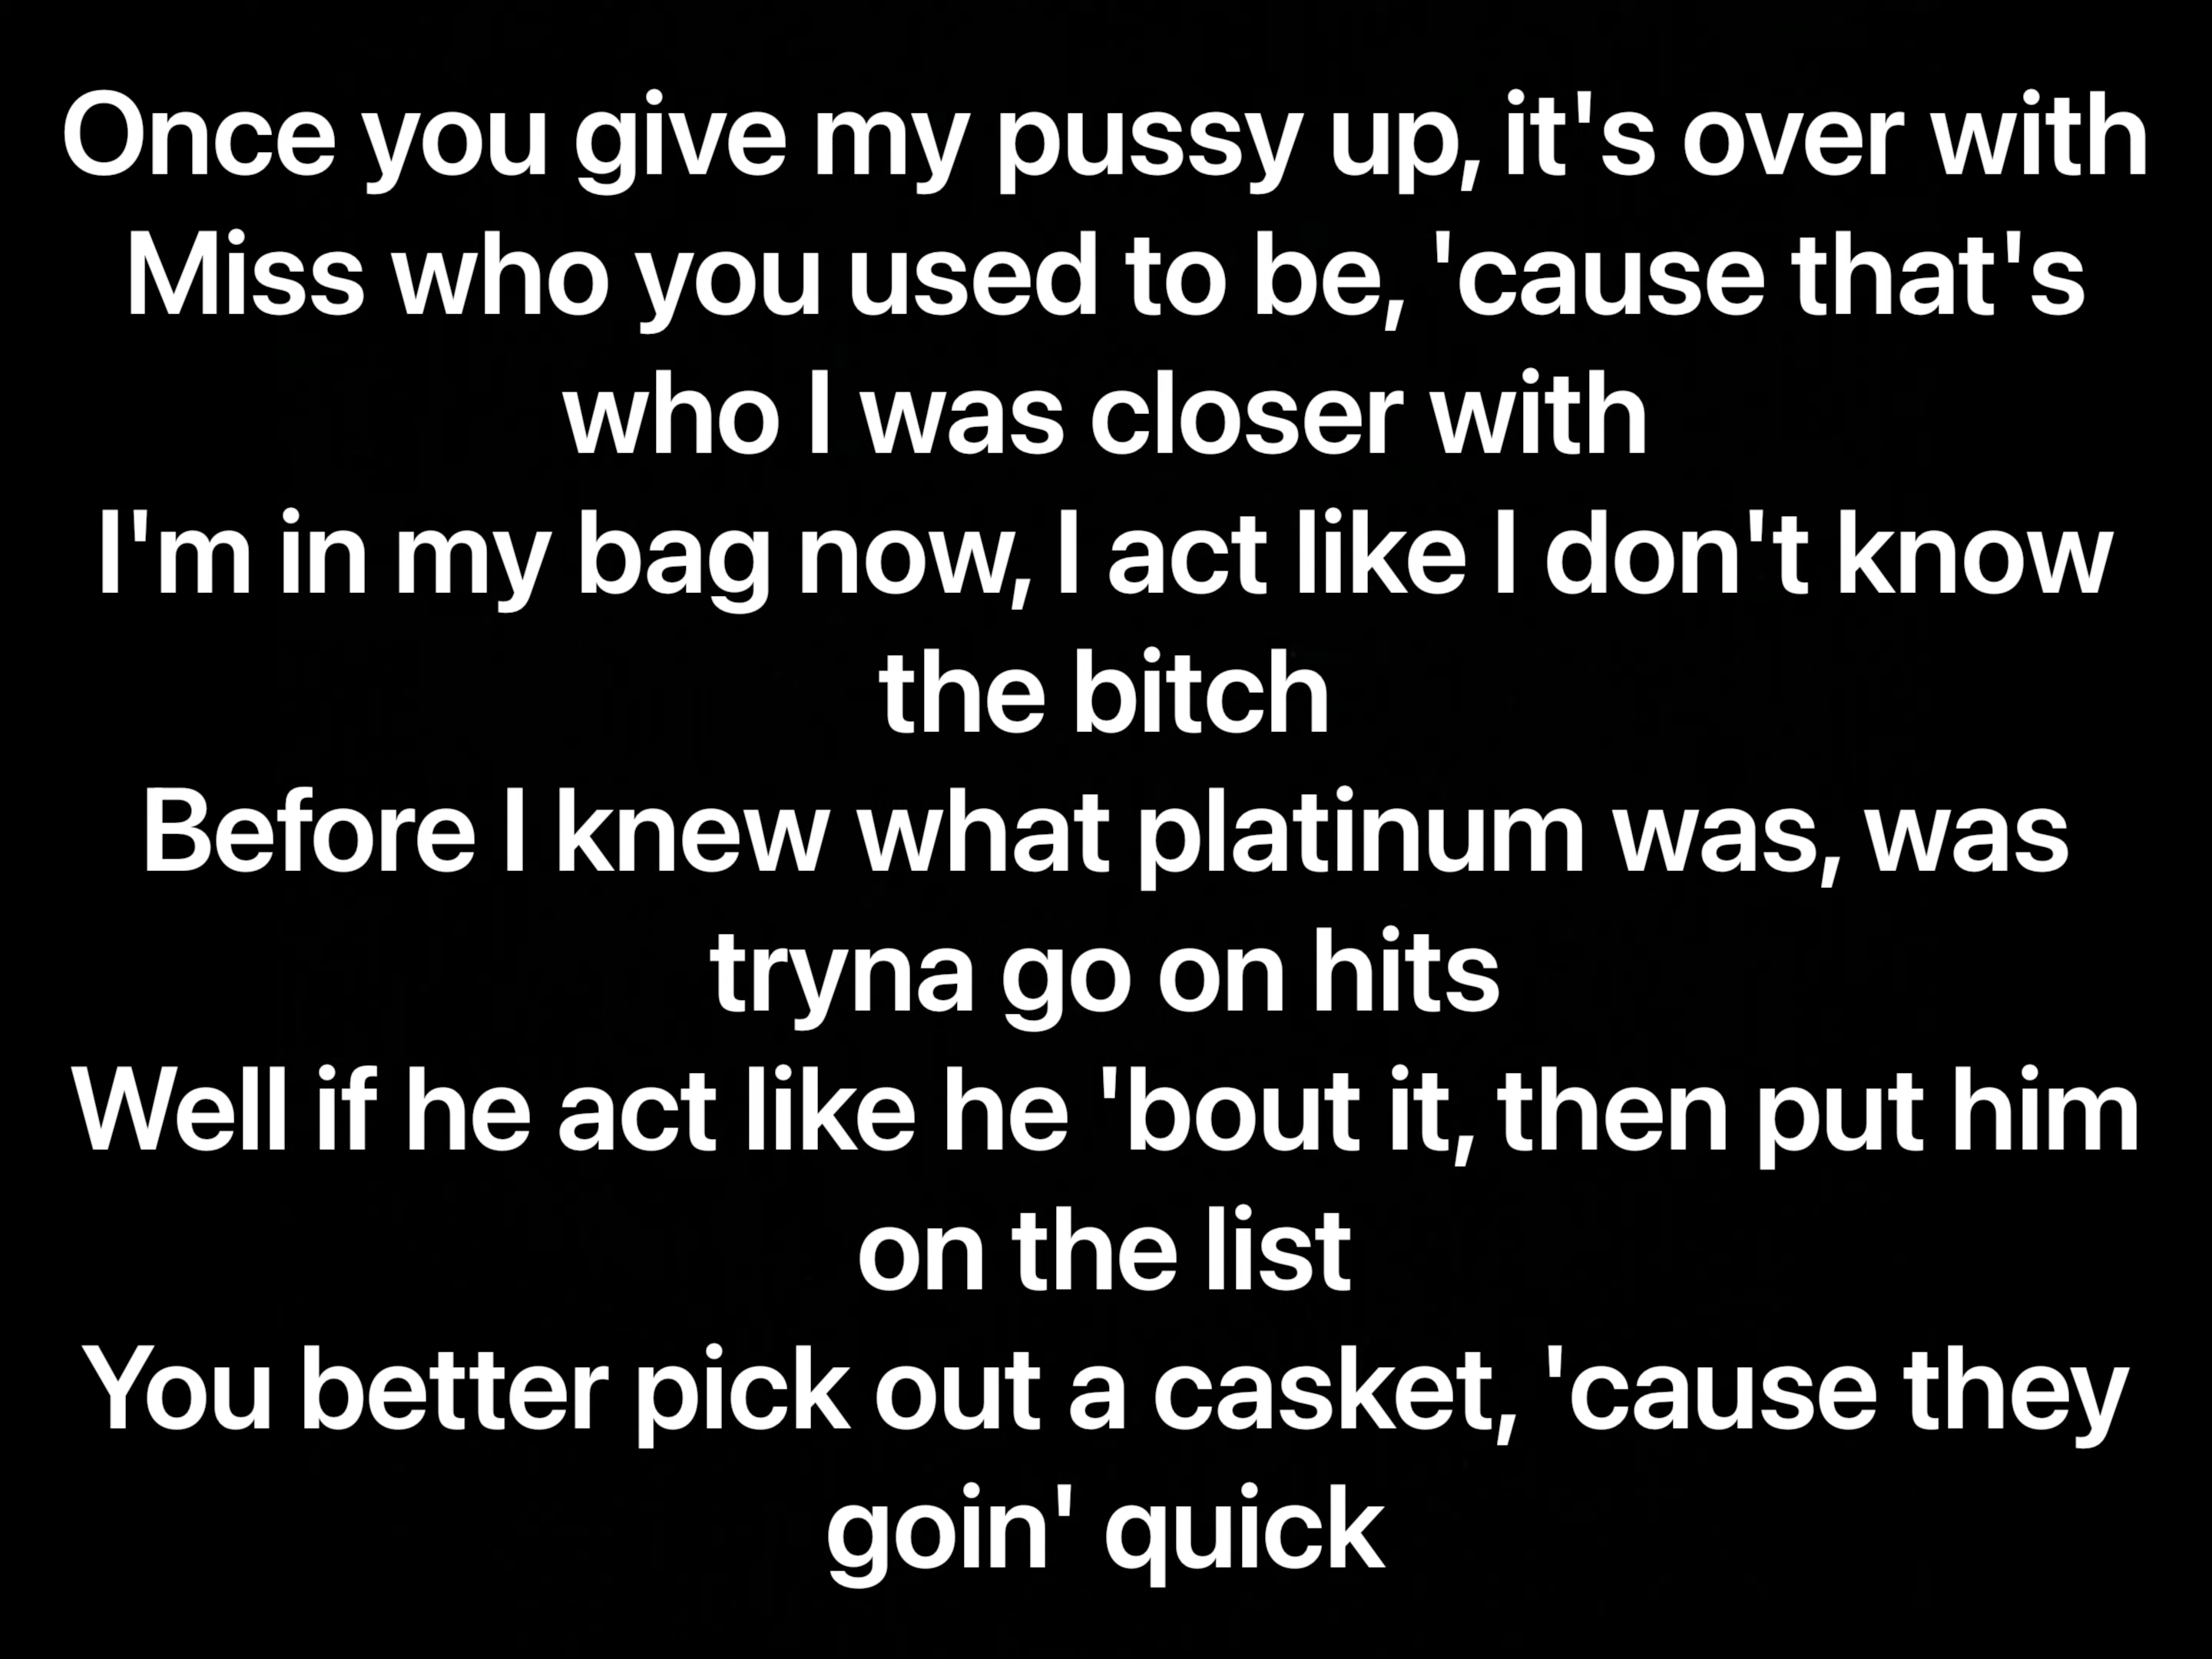 Once you give my pussy up, it's over with
Miss who you used to be, 'cause that's
who I was closer with
I'm in my bag now, I act like I don't know
the bitch
Before I knew what platinum was, was
tryna go on hits
Well if he act like he 'bout it, then put him
on the list
You better pick out a casket, 'cause they
goin' quick